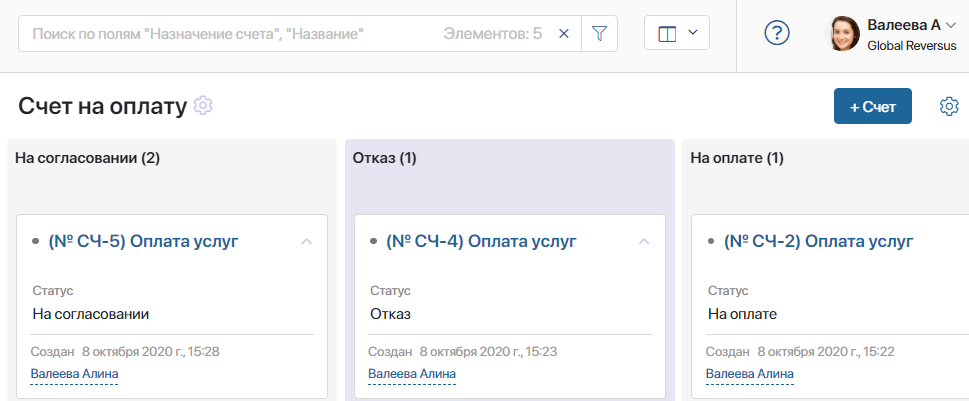 Поиск по полям "Назначение счета", "Название"
Элементов: 5
?
Валеева А
Global Reversus
Счет на оплату
+ Счет
На согласовании (2)
Отказ (1)
На оплате (1)
(№ СЧ-5) Оплата услуг
Статус
На согласовании
Создан 8 октября 2020 г., 15:28
Валеева Алина
(№ СЧ-4) Оплата услуг
Статус
Отказ
Создан 8 октября 2020 г., 15:23
Валеева Алина
(№ СЧ-2) Оплата услуг
Статус
На оплате
Создан 8 октября 2020 г., 15:22
Валеева Алина